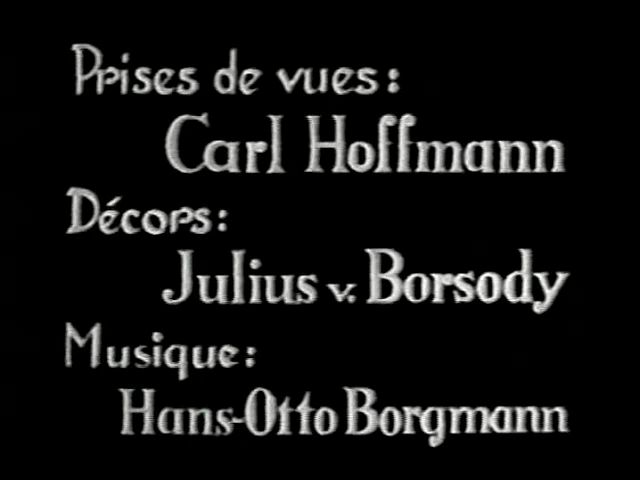 Prises de vues:
Carl Hoffmann
Décors:
Julius v. Borsody
Musique:
Hans-Otto Borgmann